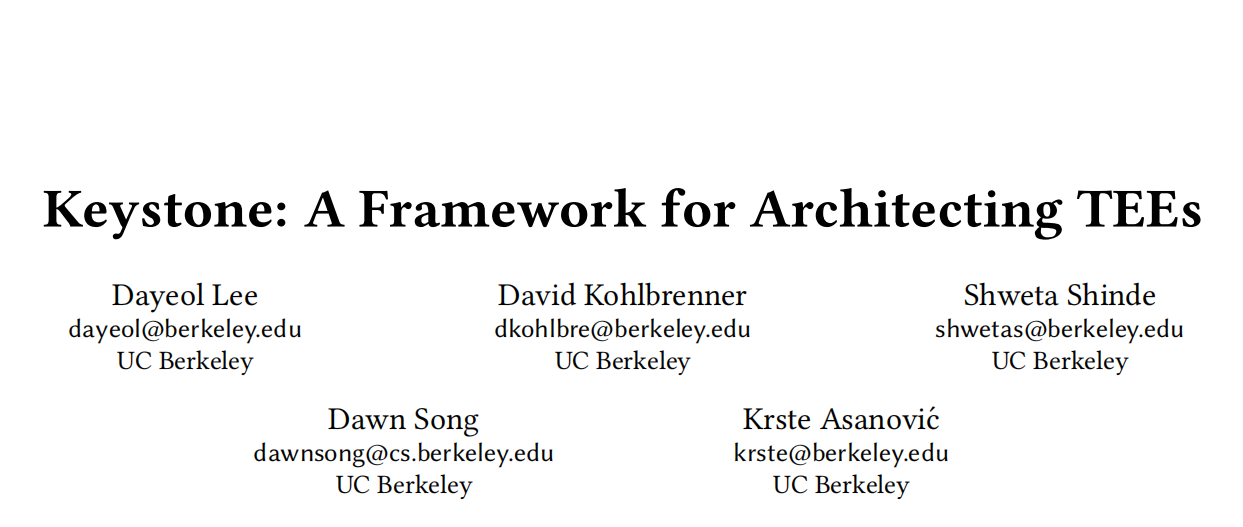 Keystone: A Framework for Architecting TEEs
Dayeol Lee
dayeol@berkeley.edu
UC Berkeley
David Kohlbrenner
dkohlbre@berkeley.edu
UC Berkeley
Shweta Shinde
shwetas@berkeley.edu
UC Berkeley
Dawn Song
dawnsong@cs.berkeley.edu
UC Berkeley
Krste Asanović
krste@berkeley.edu
UC Berkeley